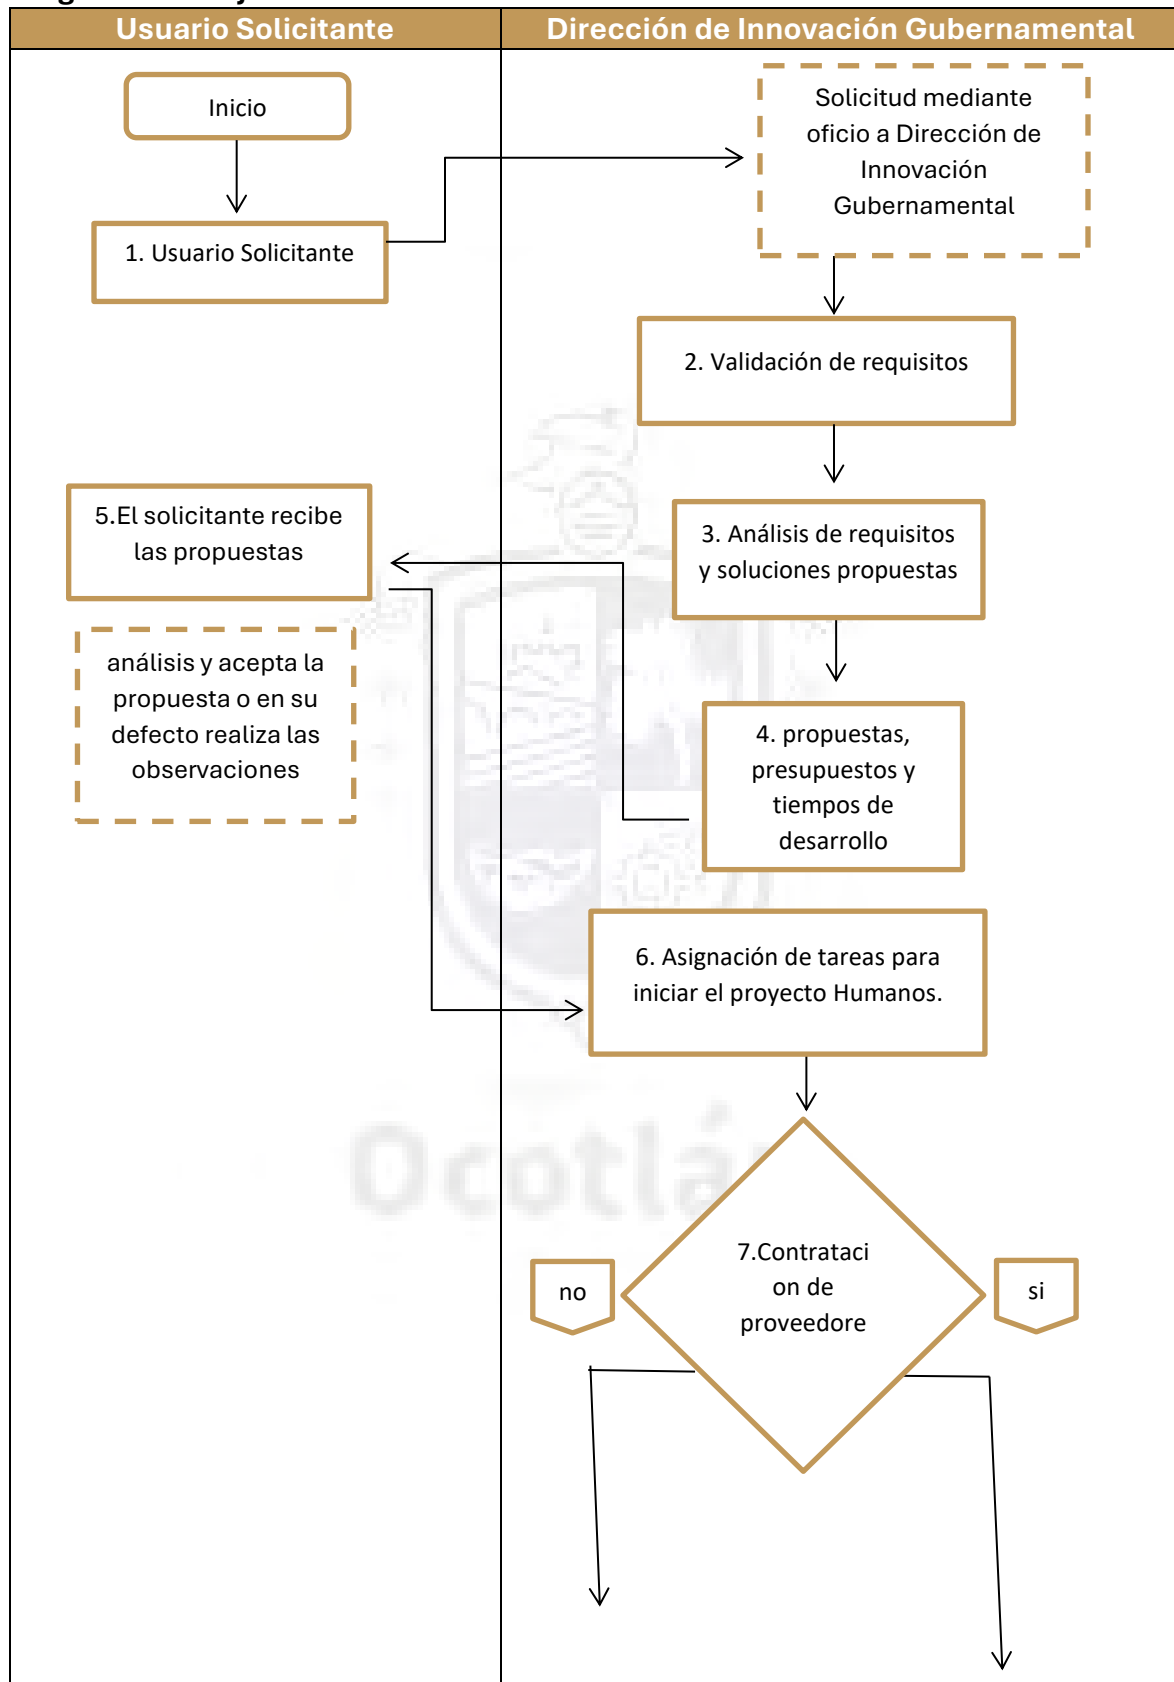 Usuario Solicitante
Dirección de Innovación Gubernamental
Inicio
Solicitud mediante
oficio a Dirección de
Innovación
Gubernamental
1. Usuario Solicitante
2. Validación de requisitos
3. Análisis de requisitos
y soluciones propuestas
5.El solicitante recibe
las propuestas
análisis y acepta la
propuesta o en su
defecto realiza las
observaciones
4. propuestas,
presupuestos y
tiempos de
desarrollo
6. Asignación de tareas para
iniciar el proyecto Humanos.
Ocotlá
7.Contrataci
on de
proveedore
no
si